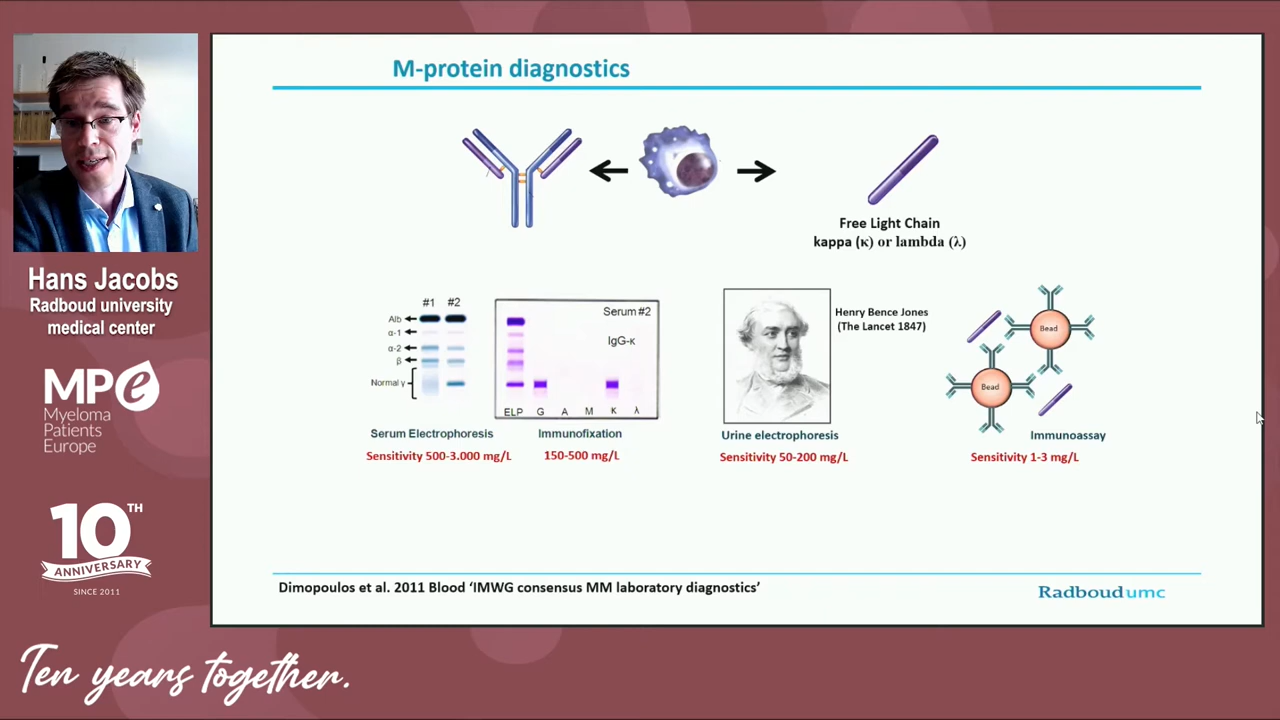 M-protein diagnostics
Free Light Chain
kappa (κ) or lambda (λ)
#1 #2
Alb
α-1
α-2
β
Normal γ
Serum #2
IgG-κ
ELP G A M K λ
Serum Electrophoresis
Sensitivity 500-3.000 mg/L
Immunofixation
150-500 mg/L
Henry Bence Jones
(The Lancet 1847)
Urine electrophoresis
Sensitivity 50-200 mg/L
Bead
Bead
Immunoassay
Sensitivity 1-3 mg/L
Dimopoulos et al. 2011 Blood ‘IMWG consensus MM laboratory diagnostics’
Radboudumc
Hans Jacobs
Radboud university
medical center
MPe
Myeloma
Patients
Europe
10TH
ANNIVERSARY
SINCE 2011
Ten years together.